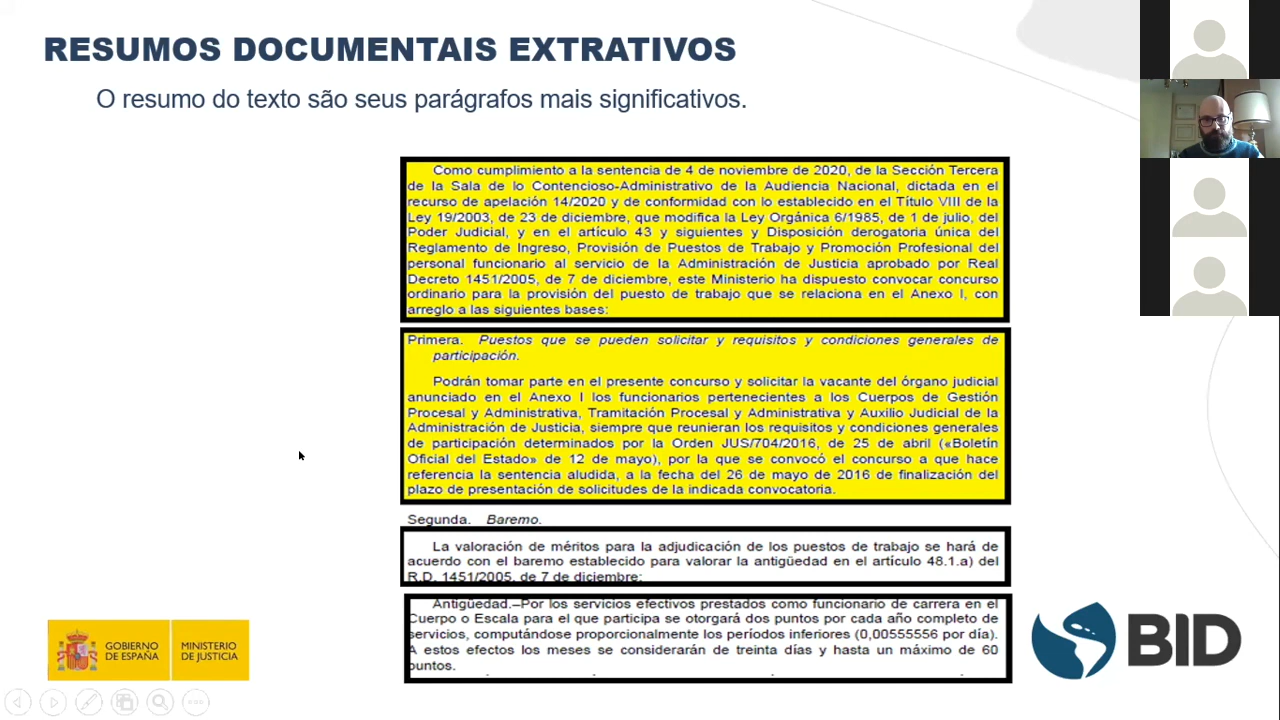 RESUMOS DOCUMENTAIS EXTRATIVOS
O resumo do texto são seus parágrafos mais significativos.
Como cumplimiento a la sentencia de 4 de noviembre de 2020, de la Sección Tercera
de la Sala de lo Contencioso-Administrativo de la Audiencia Nacional, dictada en el
recurso de apelación 14/2020 y de conformidad con lo establecido en el Título VIII de la
Ley 19/2003, de 23 de diciembre, que modifica la Ley Orgánica 6/1985, de 1 de julio, del
Poder Judicial, y en el artículo 43 y siguientes y Disposición derogatoria única del
Reglamento de Ingreso, Provisión de Puestos de Trabajo y Promoción Profesional del
personal funcionario al servicio de la Administración de Justicia aprobado por Real
Decreto 1451/2005, de 7 de diciembre, este Ministerio ha dispuesto convocar concurso
ordinario para la provisión del puesto de trabajo que se relaciona en el Anexo I, con
arreglo a las siguientes bases:
Primera. Puestos que se pueden solicitar y requisitos y condiciones generales de
participación.
Podrán tomar parte en el presente concurso y solicitar la vacante del órgano judicial
anunciado en el Anexo I los funcionarios pertenecientes a los Cuerpos de Gestión
Procesal y Administrativa, Tramitación Procesal y Administrativa y Auxilio Judicial de la
Administración de Justicia, siempre que reunieran los requisitos y condiciones generales
de participación determinados por la Orden JUS/704/2016, de 25 de abril («Boletín
Oficial del Estado» de 12 de mayo), por la que se convocó el concurso a que hace
referencia la sentencia aludida, a la fecha del 26 de mayo de 2016 de finalización del
plazo de presentación de solicitudes de la indicada convocatoria.
Segunda. Baremo.
La valoración de méritos para la adjudicación de los puestos de trabajo se hará de
acuerdo con el baremo establecido para valorar la antigüedad en el artículo 48.1.a) del
R.D. 1451/2005, de 7 de diciembre:
Antigüedad.–Por los servicios efectivos prestados como funcionario de carrera en el
Cuerpo o Escala para el que participa se otorgará dos puntos por cada año completo de
servicios, computándose proporcionalmente los períodos inferiores (0,00555556 por día).
A estos efectos los meses se considerarán de treinta días y hasta un máximo de 60
puntos.
GOBIERNO
DE ESPAÑA
MINISTERIO
DE JUSTICIA
BID